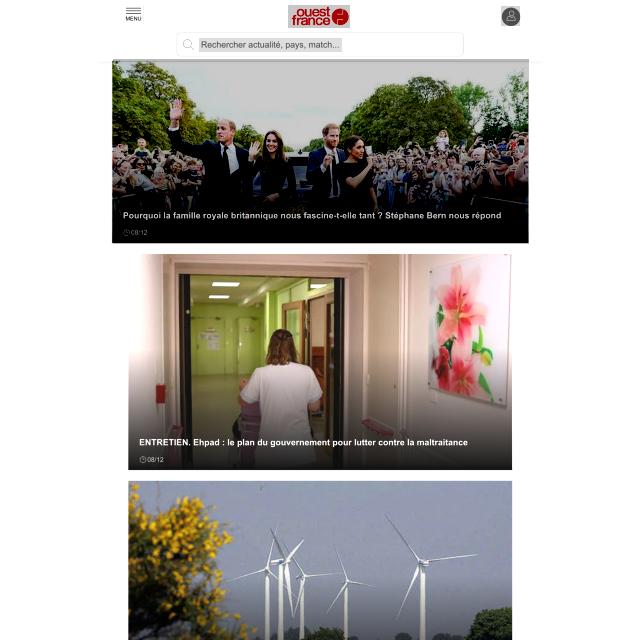 MENU
ouest
france
Rechercher actualité, pays, match...
Pourquoi la famille royale britannique nous fascine-t-elle tant ? Stéphane Bern nous répond
08/12
ENTRETIEN. Ehpad : le plan du gouvernement pour lutter contre la maltraitance
08/12